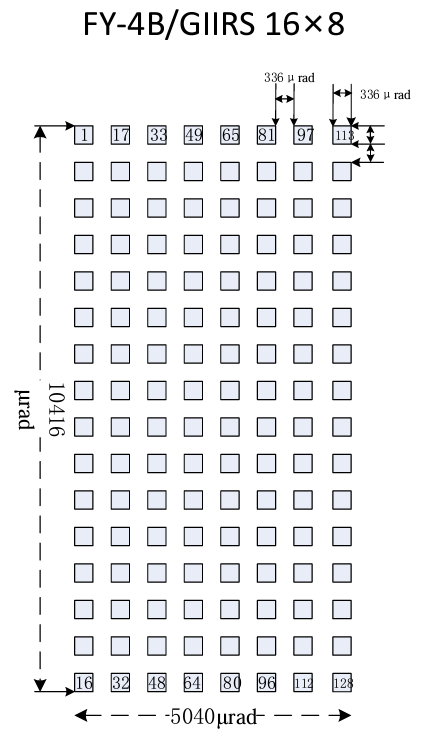 FY-4B/GIIRS 16×8
336 μ rad
336 μ rad
1 17 33 49 65 81 97 113
10416
μrad
16 32 48 64 80 96 112 128
5040μrad